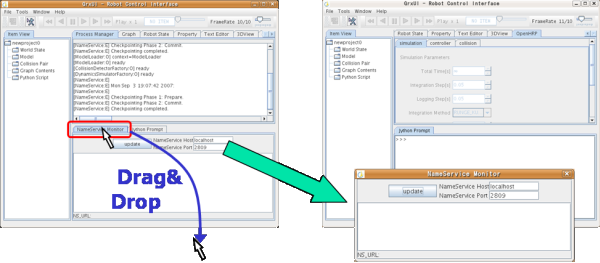 GrxUI - Robot Control Interface
File Tools Window Help
Play x 1 NO ITEM FrameRate 10/10
Item View
newproject0
World State
Model
Collision Pair
Graph Contents
Python Script
Process Manager Graph Robot State Property Text Editor 3DView
[NameService:E] Checkpointing Phase 2: Commit.
[NameService:E] Checkpointing completed.
[ModelLoader:O] context=ModelLoader
[ModelLoader:O] ready
[CollisionDetectorFactory:O] ready
[DynamicsSimulatorFactory:O] ready
[NameService:E]
[NameService:E] Mon Sep 3 19:07:42 2007:
[NameService:E]
[NameService:E] Checkpointing Phase 1: Prepare.
[NameService:E] Checkpointing Phase 2: Commit.
[NameService:E] Checkpointing completed.
NameService Monitor Jython Prompt
update
NameService Host localhost
NameService Port 2809
Drag&
Drop
NS_URL:
GrxUI - Robot Control Interface
File Tools Window Help
Play x 1 NO ITEM FrameRate 10/10
Item View
newproject0
World State
Model
Collision Pair
Graph Contents
Python Script
Graph Robot State Property Text Editor 3DView OpenHRP
simulation controller collision
Simulation Parameters
Total Time[s]
Integration Step[s]
Logging Step[s]
Integration Method
Jython Prompt
>>>
NameService Monitor
update
NameService Host localhost
NameService Port 2809
NS_URL: